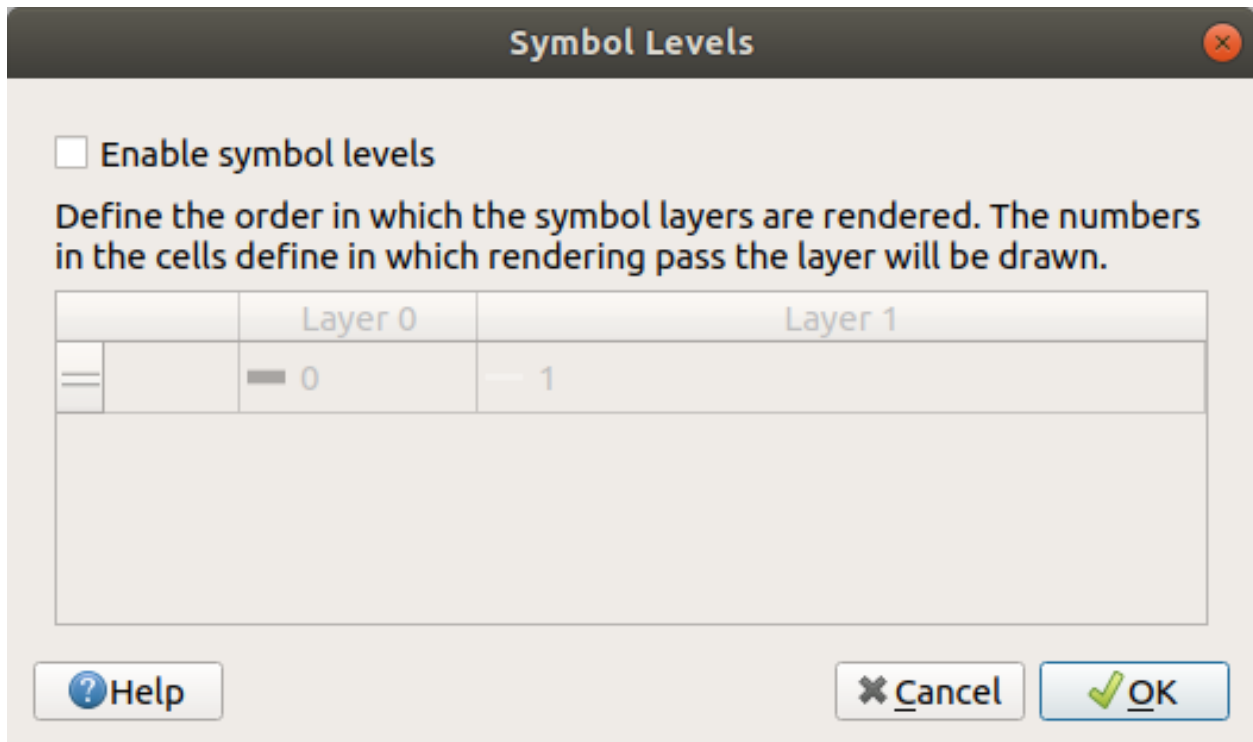 Symbol Levels
Enable symbol levels
Define the order in which the symbol layers are rendered. The numbers
in the cells define in which rendering pass the layer will be drawn.
Layer 0 Layer 1
0 1
Help Cancel OK